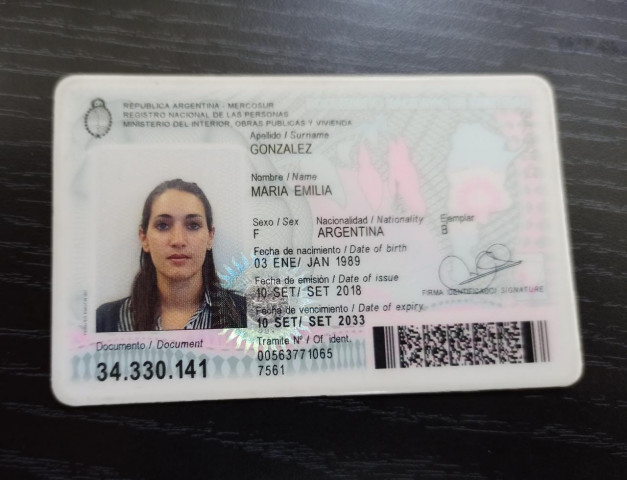 REPUBLICA ARGENTINA - MERCOSUR
REGISTRO NACIONAL DE LAS PERSONAS
MINISTERIO DEL INTERIOR, OBRAS PUBLICAS Y VIVIENDA
Apellido / Surname
GONZALEZ
Nombre / Name
MARIA EMILIA
Sexo / Sex Nacionalidad / Nationality Ejemplar
F ARGENTINA B
Fecha de nacimiento / Date of birth
03 ENE/ JAN 1989
Fecha de emisión / Date of issue
10 SET/ SET 2018
FIRMA SIGNATURE
Fecha de vencimiento / Date of expiry
10 SET/ SET 2033
Documento / Document
34.330.141
Tramite Nº / Of. ident.
00563771065
7561